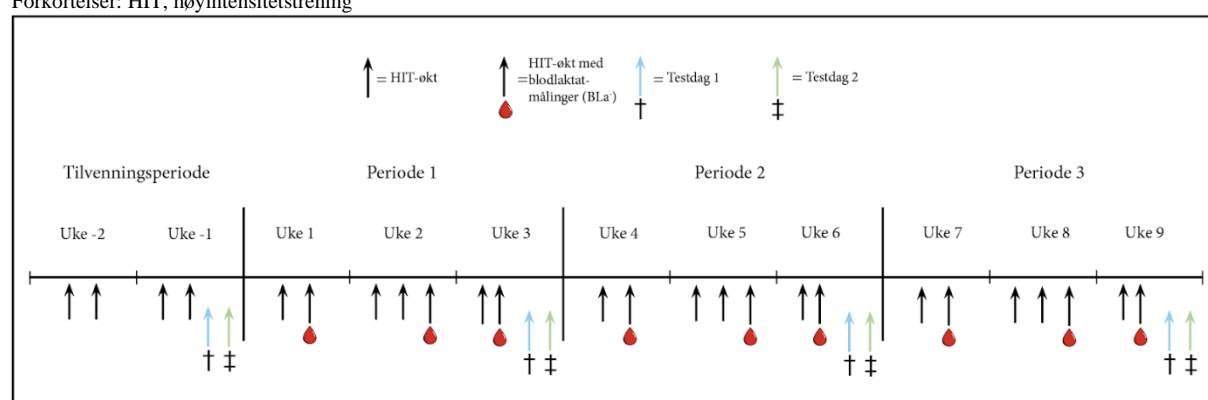 Forkortelser: HIT, høyintensitetstrening
= HIT-økt
HIT-økt med
=blodlaktat-
målinger (BLa⁻)
= Testdag 1
†
= Testdag 2
‡
Tilvenningsperiode
Periode 1
Periode 2
Periode 3
Uke -2
Uke -1
Uke 1
Uke 2
Uke 3
Uke 4
Uke 5
Uke 6
Uke 7
Uke 8
Uke 9
† ‡
† ‡
† ‡
† ‡